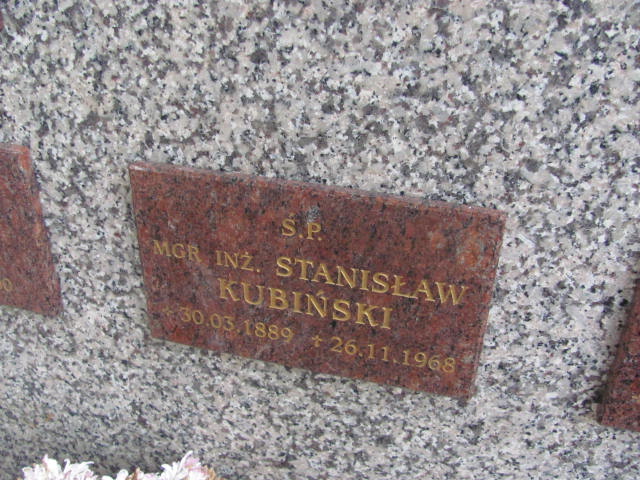 Ś.P.
MGR INŻ. STANISŁAW
KUBIŃSKI
+30.03.1889 +26.11.1968